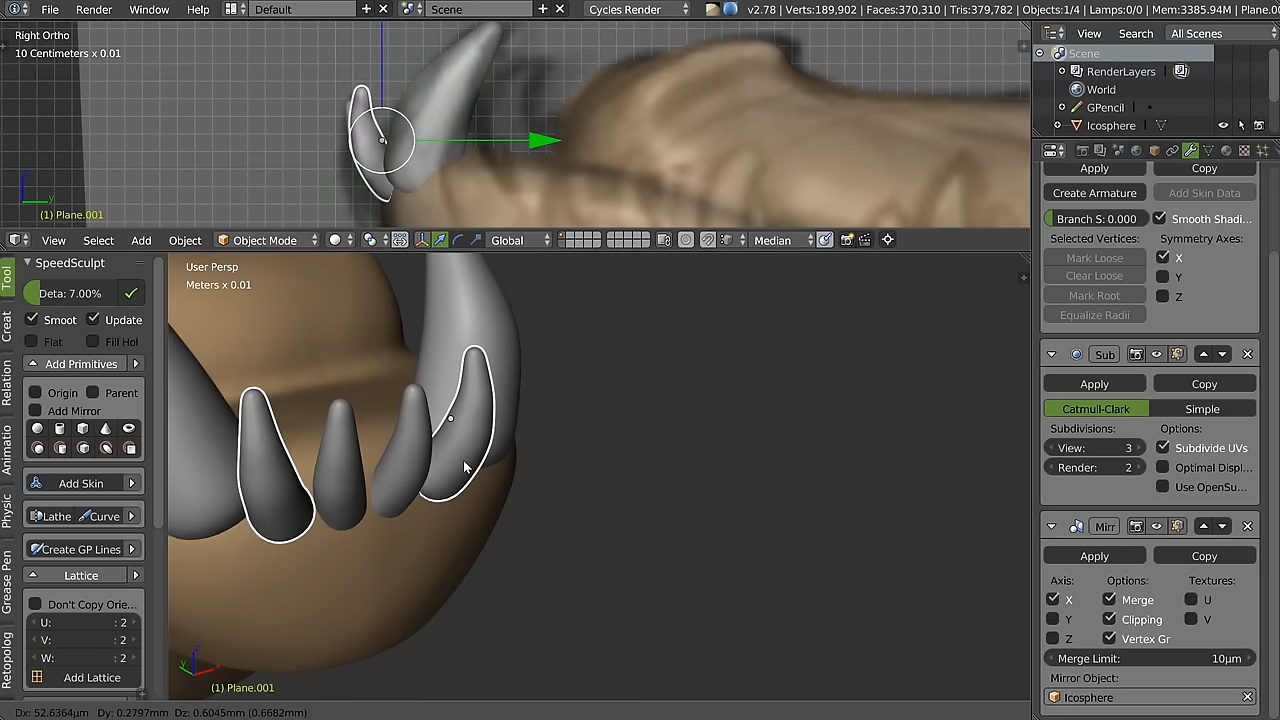 File Render Window Help Default Scene Cycles Render v2.78 | Verts:189,902 | Faces:370,310 | Tris:379,782 | Objects:1/4 | Lamps:0/0 | Mem:3385.94M | Plane.0
Right Ortho
10 Centimeters x 0.01
(1) Plane.001
View Select Add Object Object Mode Global Median
User Persp
Meters x 0.01
(1) Plane.001
Dx: 52.6364µm Dy: 0.2797mm Dz: 0.6045mm (0.6682mm)
Tool
Creat
Relation
Animatio
Physic
Grease Pen
Retopolog
SpeedSculpt
Deta: 7.00%
Smoot Update
Flat Fill Hol
Add Primitives
Origin Parent
Add Mirror
Add Skin
Lathe Curve
Create GP Lines
Lattice
Don't Copy Orie...
U: 2
V: 2
W: 2
Add Lattice
View Search All Scenes
Scene
RenderLayers
World
GPencil
Icosphere
Apply Copy
Create Armature Add Skin Data
Branch S: 0.000 Smooth Shadi...
Selected Vertices: Symmetry Axes:
Mark Loose X
Clear Loose Y
Mark Root Z
Equalize Radii
Sub
Apply Copy
Catmull-Clark Simple
Subdivisions: Options:
View: 3 Subdivide UVs
Render: 2 Optimal Displ...
Use OpenSu...
Mirr
Apply Copy
Axis: Options: Textures:
X Merge U
Y Clipping V
Z Vertex Gr
Merge Limit: 10µm
Mirror Object:
Icosphere